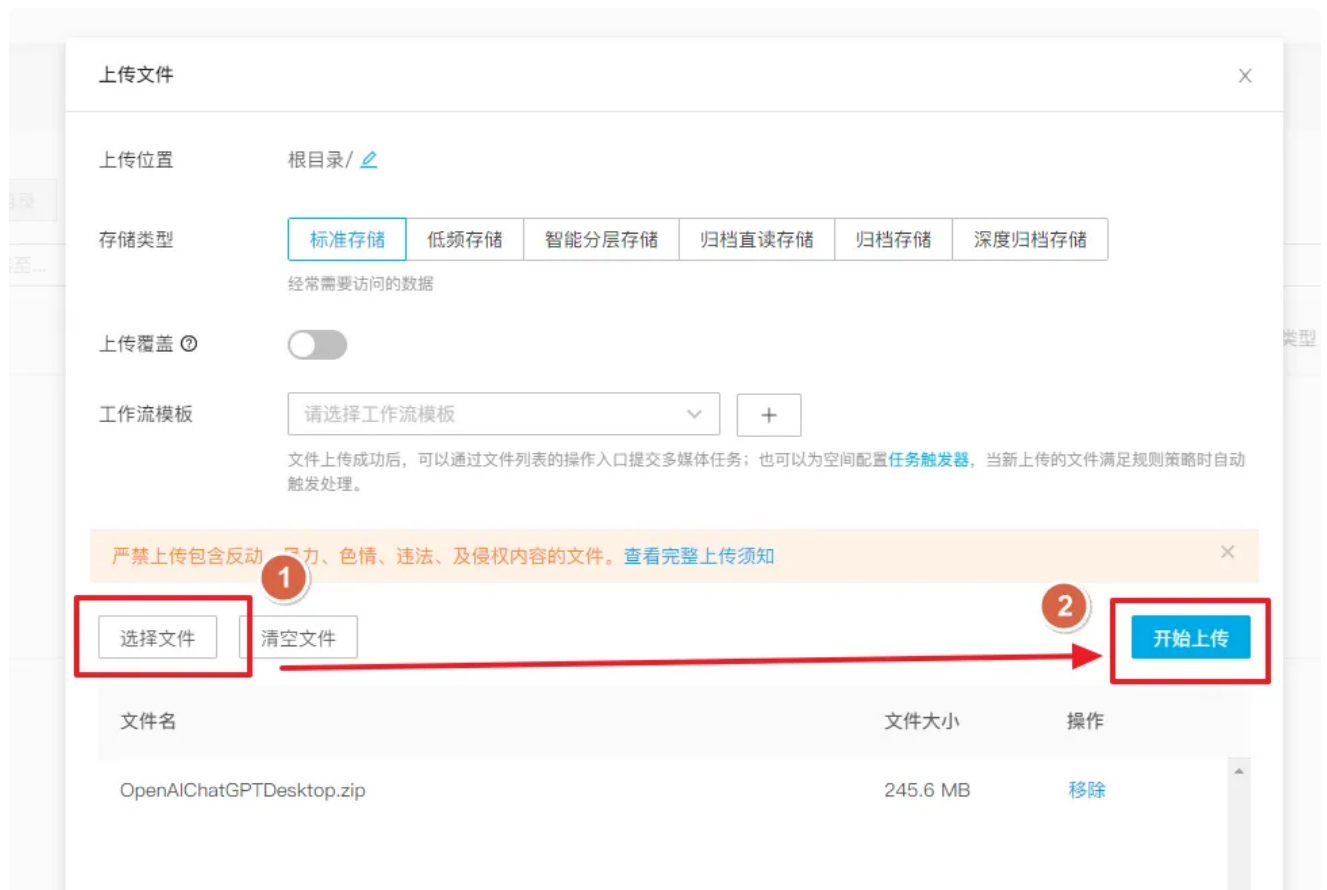 上传文件
上传位置
根目录/
存储类型
标准存储
低频存储
智能分层存储
归档直读存储
归档存储
深度归档存储
经常需要访问的数据
上传覆盖
工作流模板
请选择工作流模板
+
文件上传成功后，可以通过文件列表的操作入口提交多媒体任务；也可以为空间配置任务触发器，当新上传的文件满足规则策略时自动
触发处理。
类型
严禁上传包含反动、暴力、色情、违法、及侵权内容的文件。查看完整上传须知
1
2
选择文件
清空文件
开始上传
文件名
文件大小
操作
OpenAIChatGPTDesktop.zip
245.6 MB
移除